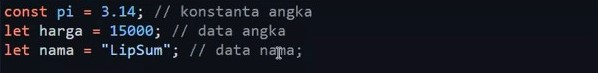 const pi = 3.14; // konstanta angka
let harga = 15000; // data angka
let nama = "LipSum"; // data nama;